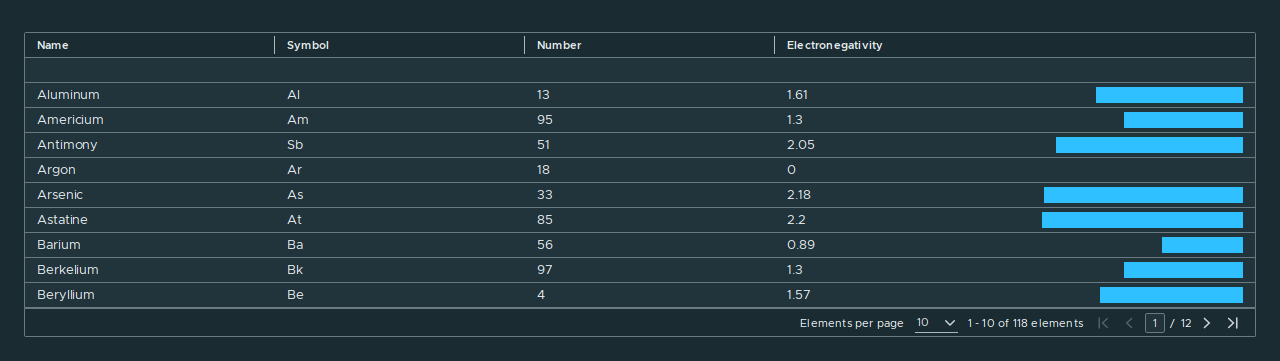 Name Symbol Number Electronegativity
Aluminum Al 13 1.61
Americium Am 95 1.3
Antimony Sb 51 2.05
Argon Ar 18 0
Arsenic As 33 2.18
Astatine At 85 2.2
Barium Ba 56 0.89
Berkelium Bk 97 1.3
Beryllium Be 4 1.57
Elements per page 10 1 - 10 of 118 elements 1 / 12